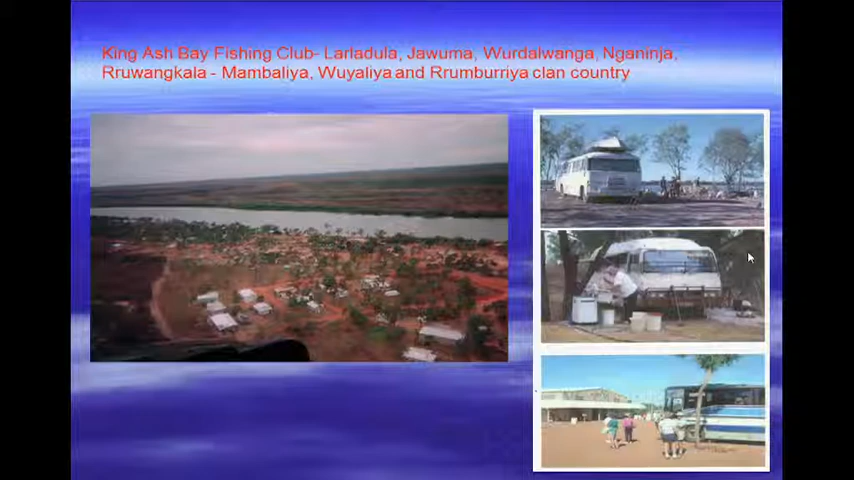 King Ash Bay Fishing Club- Larladula, Jawuma, Wurdalwanga, Nganinja,
Rruwangkala - Mambaliya, Wuyaliya and Rrumburriya clan country